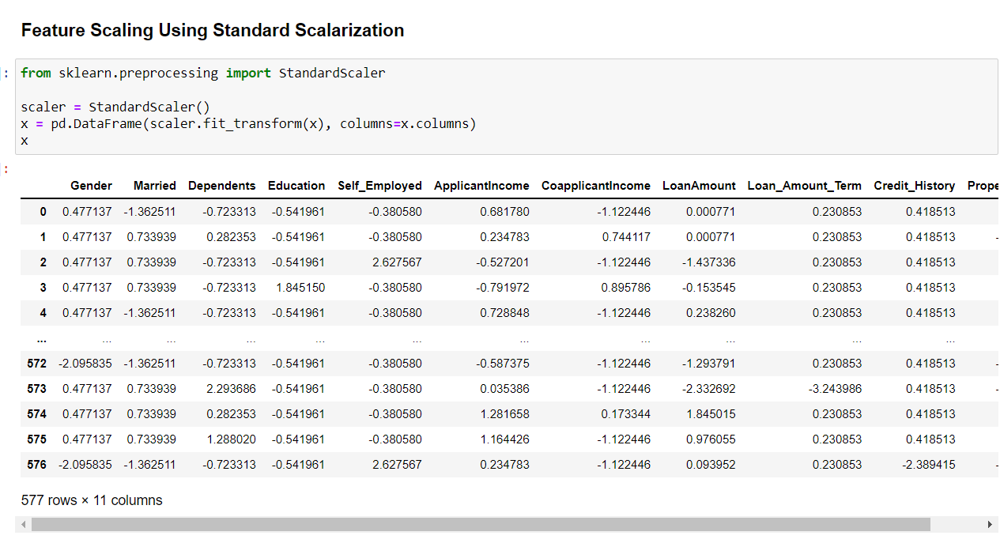 Feature Scaling Using Standard Scalarization
]: from sklearn.preprocessing import StandardScaler
scaler = StandardScaler()
x = pd.DataFrame(scaler.fit_transform(x), columns=x.columns)
x
]:
Gender Married Dependents Education Self_Employed ApplicantIncome CoapplicantIncome LoanAmount Loan_Amount_Term Credit_History Prope
0 0.477137 -1.362511 -0.723313 -0.541961 -0.380580 0.681780 -1.122446 0.000771 0.230853 0.418513
1 0.477137 0.733939 0.282353 -0.541961 -0.380580 0.234783 0.744117 0.000771 0.230853 0.418513 -
2 0.477137 0.733939 -0.723313 -0.541961 2.627567 -0.527201 -1.122446 -1.437336 0.230853 0.418513
3 0.477137 0.733939 -0.723313 1.845150 -0.380580 -0.791972 0.895786 -0.153545 0.230853 0.418513
4 0.477137 -1.362511 -0.723313 -0.541961 -0.380580 0.728848 -1.122446 0.238260 0.230853 0.418513
... ... ... ... ... ... ... ... ... ... ...
572 -2.095835 -1.362511 -0.723313 -0.541961 -0.380580 -0.587375 -1.122446 -1.293791 0.230853 0.418513 -
573 0.477137 0.733939 2.293686 -0.541961 -0.380580 0.035386 -1.122446 -2.332692 -3.243986 0.418513 -
574 0.477137 0.733939 0.282353 -0.541961 -0.380580 1.281658 0.173344 1.845015 0.230853 0.418513
575 0.477137 0.733939 1.288020 -0.541961 -0.380580 1.164426 -1.122446 0.976055 0.230853 0.418513
576 -2.095835 -1.362511 -0.723313 -0.541961 2.627567 0.234783 -1.122446 0.093952 0.230853 -2.389415 -
577 rows × 11 columns